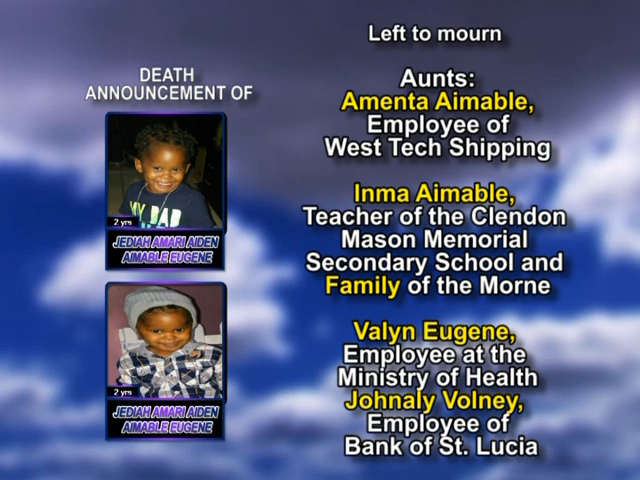 Left to mourn
DEATH
ANNOUNCEMENT OF
MY DAD
2 yrs
JEDIAH AMARI AIDEN
AIMABLE EUGENE
2 yrs
JEDIAH AMARI AIDEN
AIMABLE EUGENE
Aunts:
Amenta Aimable,
Employee of
West Tech Shipping
Inma Aimable,
Teacher of the Clendon
Mason Memorial
Secondary School and
Family of the Morne
Valyn Eugene,
Employee at the
Ministry of Health
Johnaly Volney,
Employee of
Bank of St. Lucia